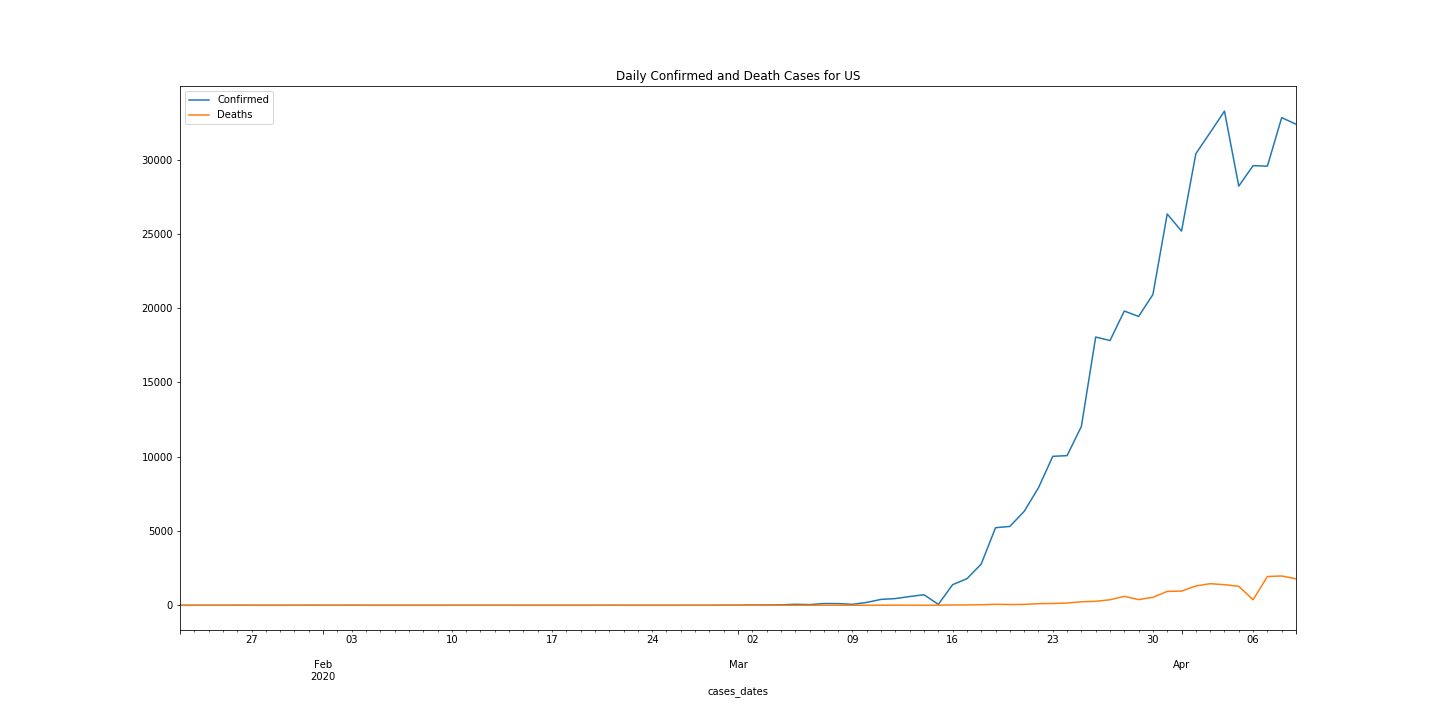 Daily Confirmed and Death Cases for US
Confirmed
Deaths
30000
25000
20000
15000
10000
5000
0
27 03 10 17 24 02 09 16 23 30 06
Feb Mar Apr
2020
cases_dates